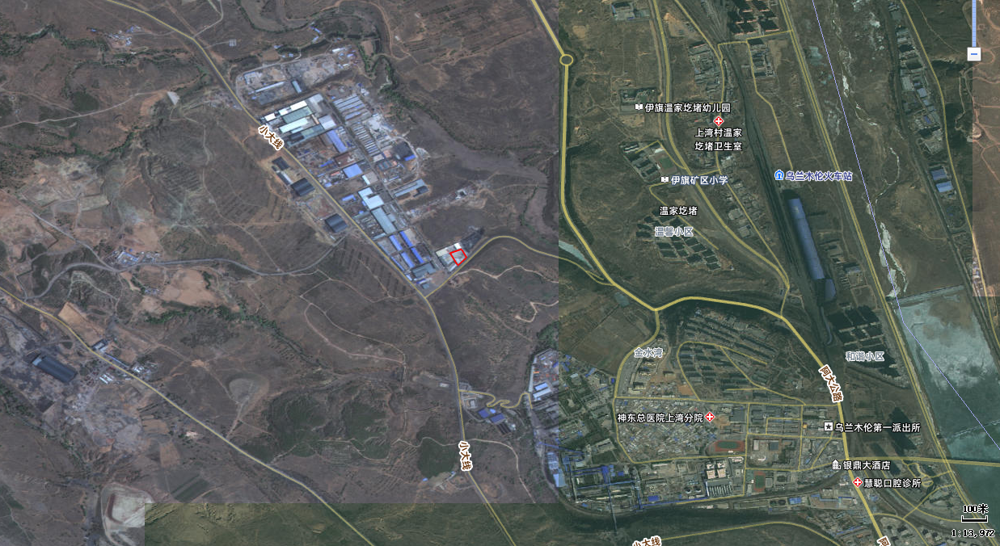 伊旗温家圪堵幼儿园
小大线
上湾村温家
圪堵卫生室
乌兰木伦火车站
伊旗矿区小学
温家圪堵
温馨小区
金水湾
和谐小区
阿大公路
神东总医院上湾分院
乌兰木伦第一派出所
小大线
银鼎大酒店
慧聪口腔诊所
100米
1:13,972
小大线
阿